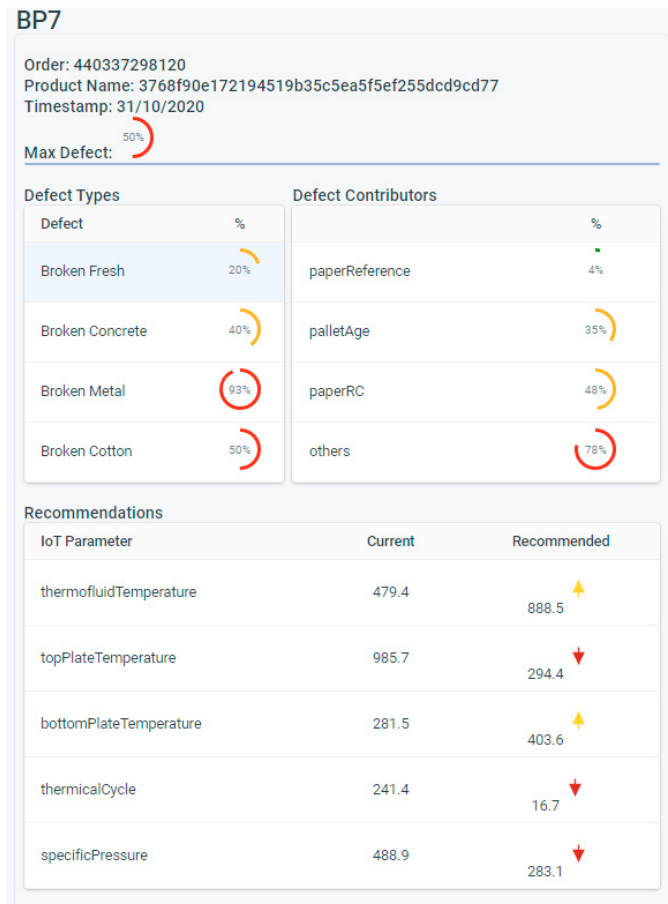 BP7
Order: 440337298120
Product Name: 3768f90e172194519b35c5ea5f5ef255dcd9cd77
Timestamp: 31/10/2020
Max Defect: 50%
Defect Types
Defect %
Broken Fresh 20%
Broken Concrete 40%
Broken Metal 93%
Broken Cotton 50%
Defect Contributors
%
paperReference 4%
palletAge 35%
paperRC 48%
others 78%
Recommendations
IoT Parameter Current Recommended
thermofluidTemperature 479.4 888.5
topPlateTemperature 985.7 294.4
bottomPlateTemperature 281.5 403.6
thermicalCycle 241.4 16.7
specificPressure 488.9 283.1